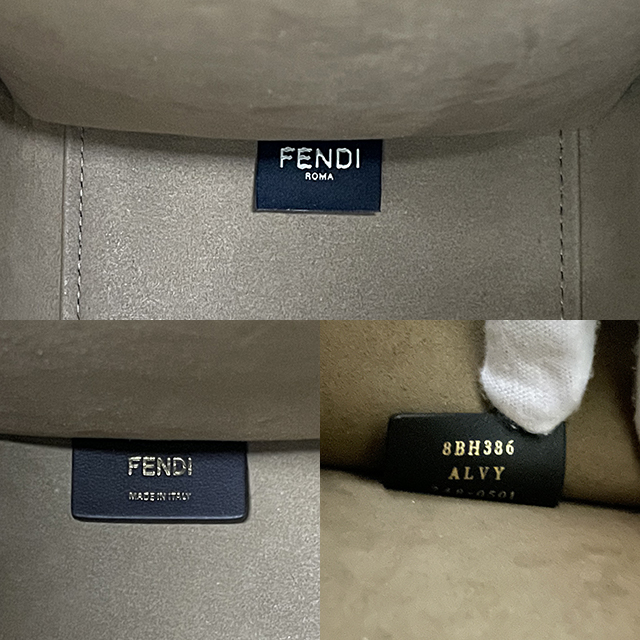 FENDI
ROMA
FENDI
MADE IN ITALY
8BH386
ALVY